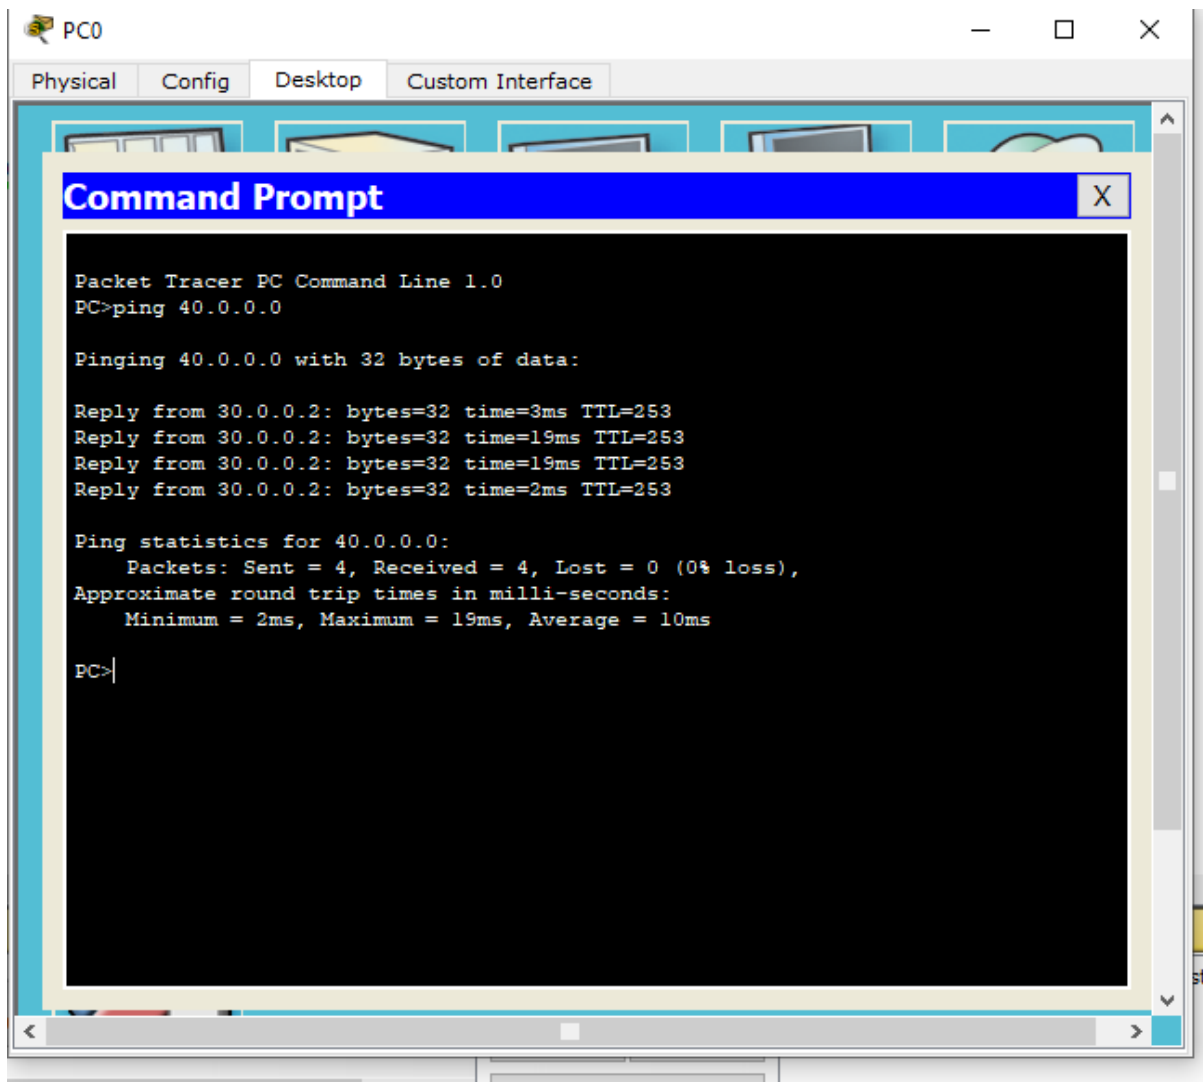 PC0
Physical Config Desktop Custom Interface
Command Prompt X
Packet Tracer PC Command Line 1.0
PC>ping 40.0.0.0
Pinging 40.0.0.0 with 32 bytes of data:
Reply from 30.0.0.2: bytes=32 time=3ms TTL=253
Reply from 30.0.0.2: bytes=32 time=19ms TTL=253
Reply from 30.0.0.2: bytes=32 time=19ms TTL=253
Reply from 30.0.0.2: bytes=32 time=2ms TTL=253
Ping statistics for 40.0.0.0:
Packets: Sent = 4, Received = 4, Lost = 0 (0% loss),
Approximate round trip times in milli-seconds:
Minimum = 2ms, Maximum = 19ms, Average = 10ms
PC>